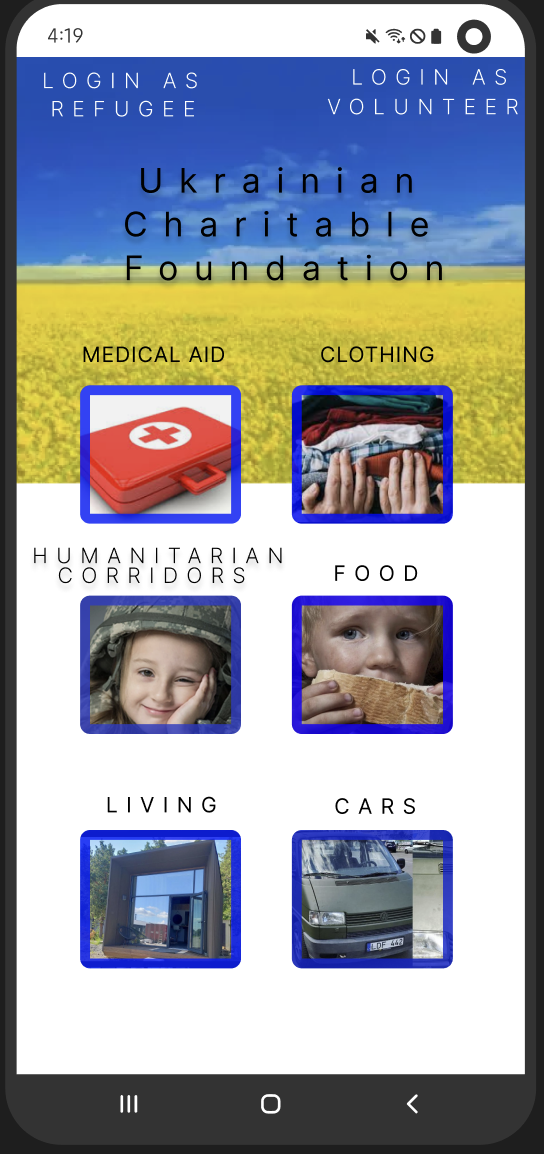 4:19
LOGIN AS
REFUGEE
LOGIN AS
VOLUNTEER
Ukrainian
Charitable
Foundation
MEDICAL AID
CLOTHING
HUMANITARIAN
CORRIDORS
FOOD
LIVING
CARS
LDF 442